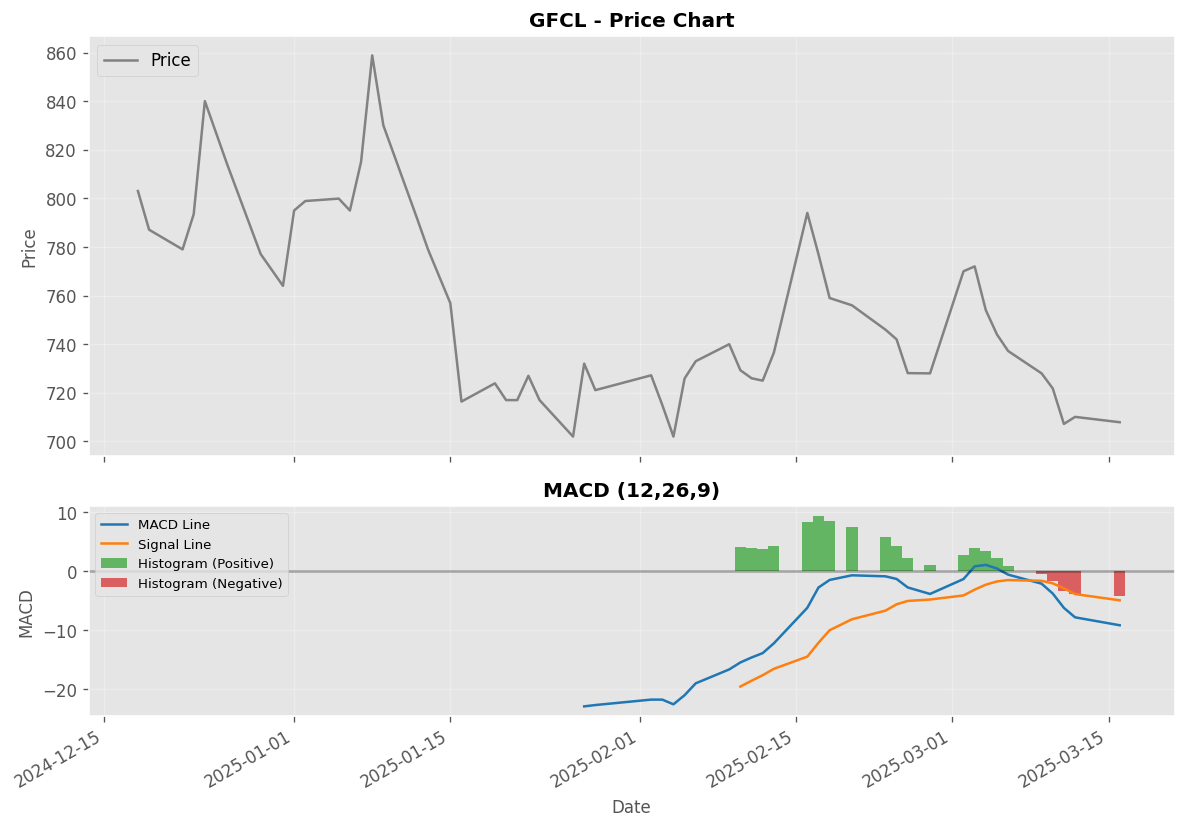 GFCL - Price Chart
Price
860
840
820
800
780
760
740
720
700
Price
MACD (12,26,9)
MACD Line
Signal Line
Histogram (Positive)
Histogram (Negative)
10
0
−10
−20
MACD
2024-12-15
2025-01-01
2025-01-15
2025-02-01
2025-02-15
2025-03-01
2025-03-15
Date